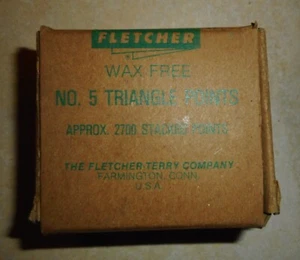 FLETCHER
WAX FREE
NO. 5 TRIANGLE POINTS
APPROX. 2700 STACKED POINTS
THE FLETCHER-TERRY COMPANY
FARMINGTON, CONN.
U.S.A.